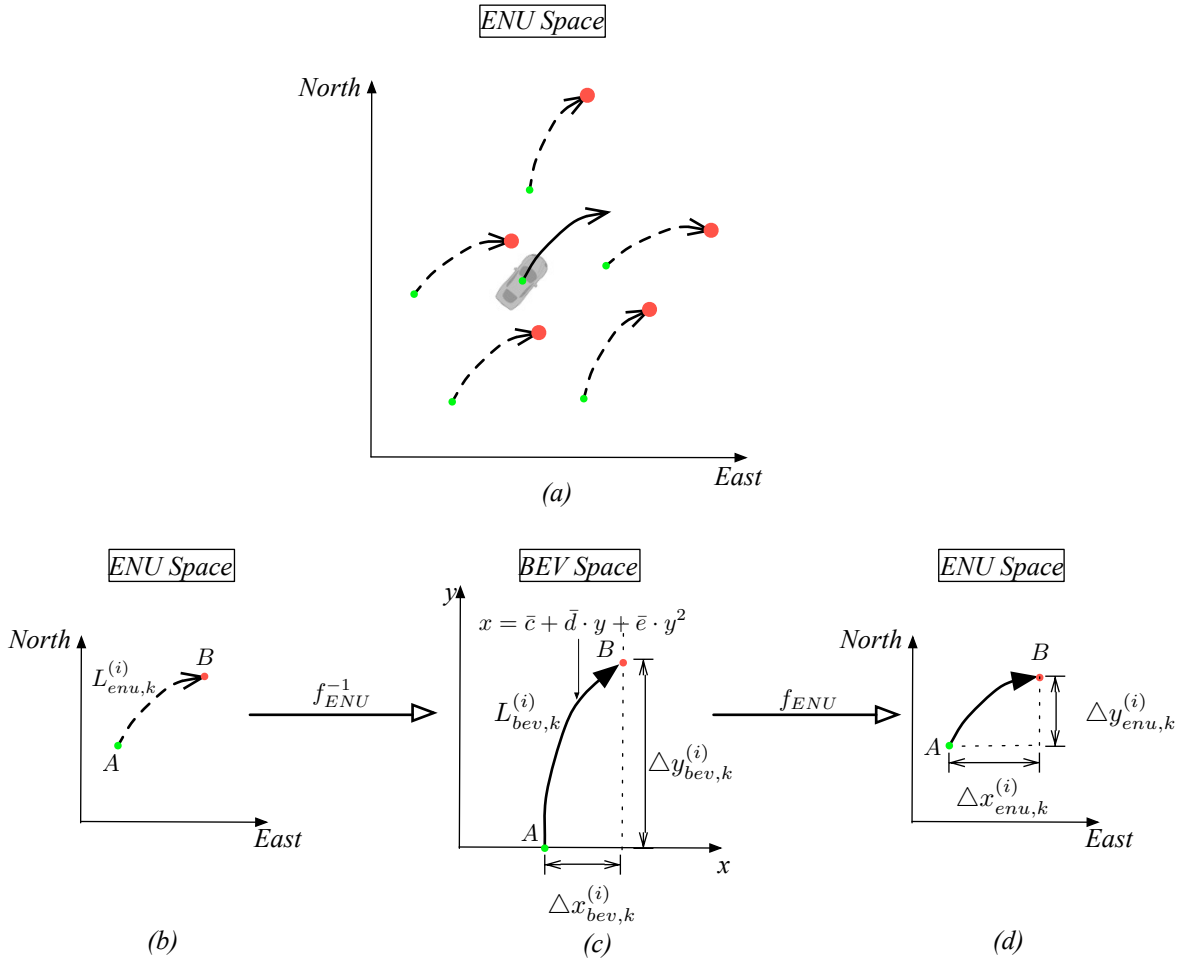 ENU Space
North
East
(a)
ENU Space
BEV Space
ENU Space
North
$L_{enu,k}^{(i)}$
B
A
East
$f_{ENU}^{-1}$
y
$x = \bar{c} + \bar{d} \cdot y + \bar{e} \cdot y^2$
B
$L_{bev,k}^{(i)}$
$\triangle y_{bev,k}^{(i)}$
A
x
$\triangle x_{bev,k}^{(i)}$
$f_{ENU}$
North
B
$\triangle y_{enu,k}^{(i)}$
A
$\triangle x_{enu,k}^{(i)}$
East
(b)
(c)
(d)